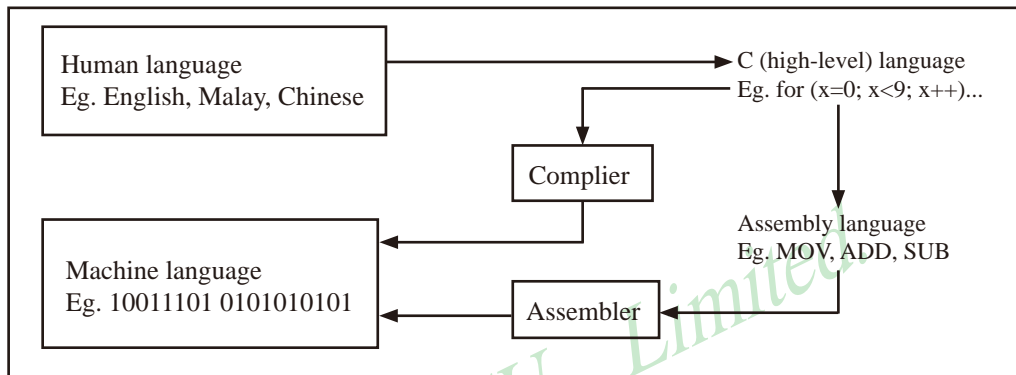 Human language
Eg. English, Malay, Chinese
C (high-level) language
Eg. for (x=0; x<9; x++)...
Complier
Assembly language
Eg. MOV, ADD, SUB
Machine language
Eg. 10011101 0101010101
Assembler
Limited.